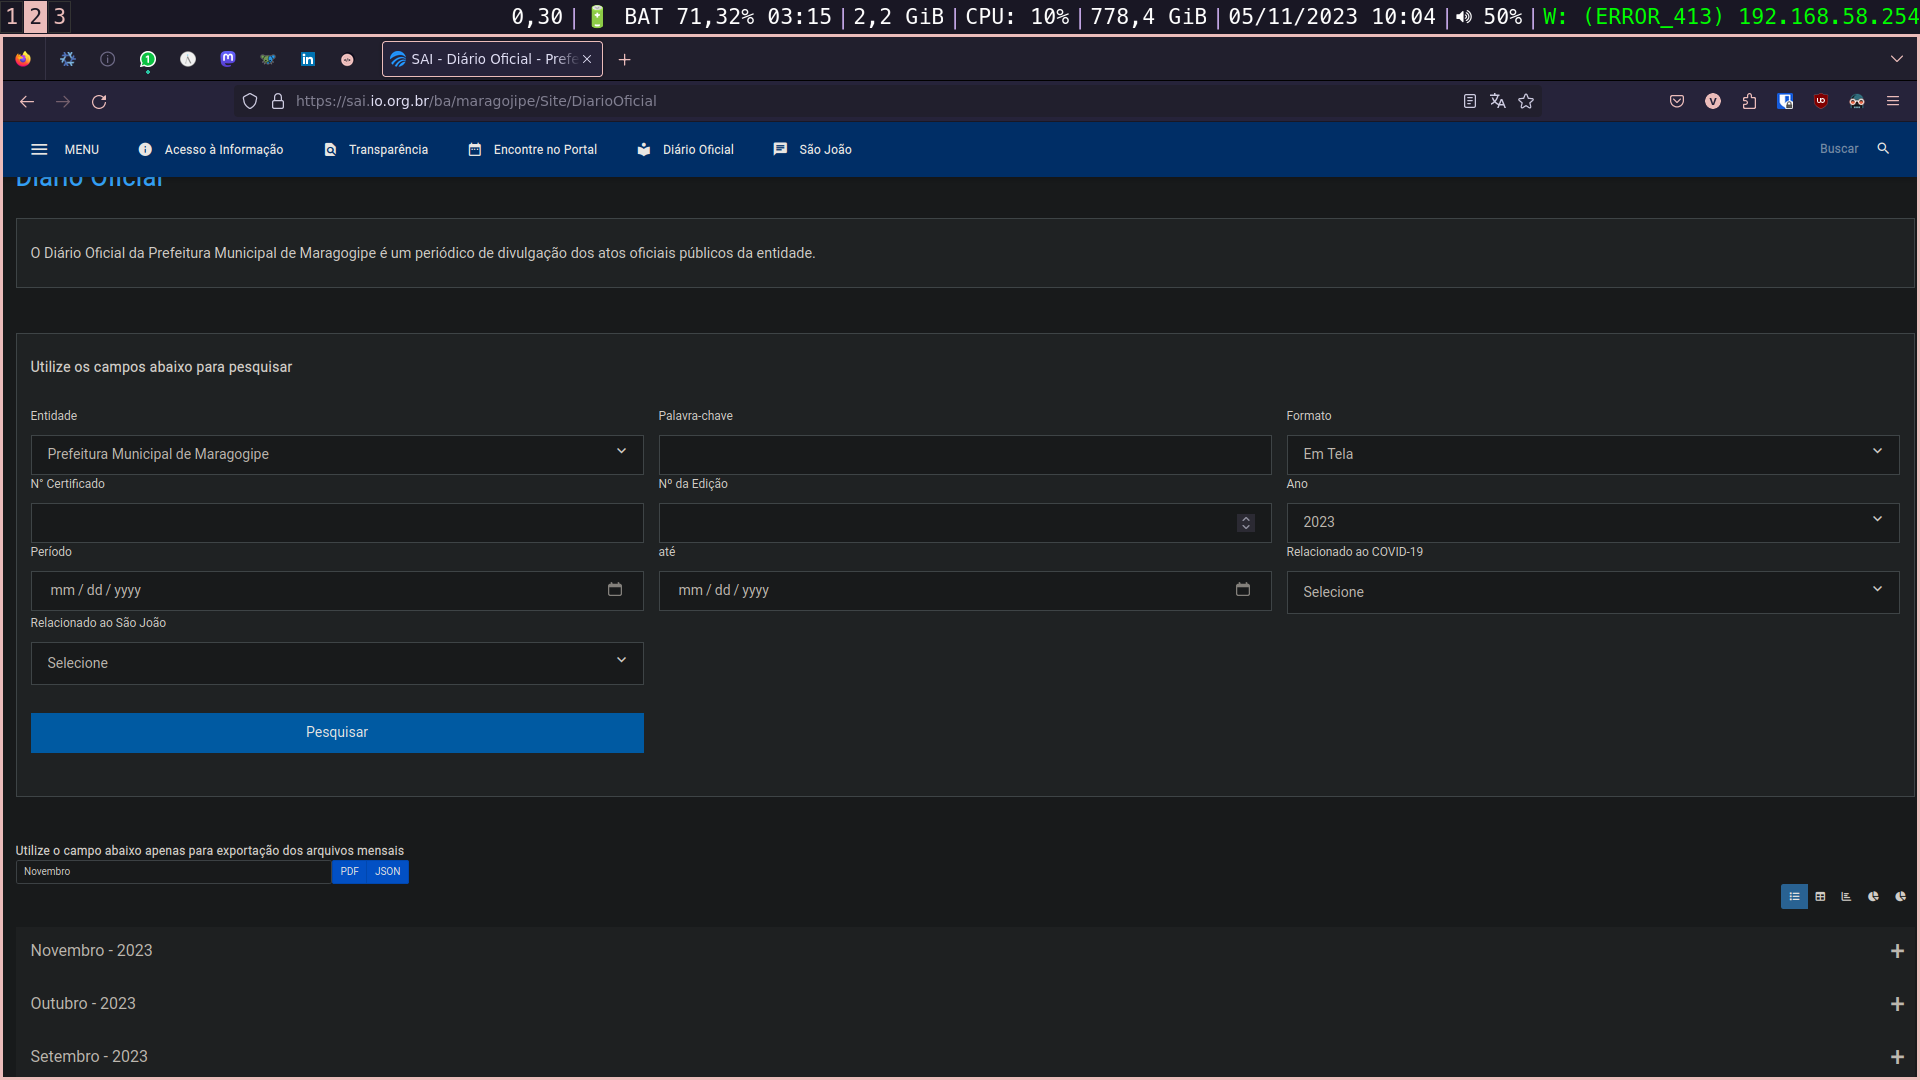 1 2 3 0,30 | BAT 71,32% 03:15 | 2,2 GiB | CPU: 10% | 778,4 GiB | 05/11/2023 10:04 | 50% | W: (ERROR_413) 192.168.58.254
SAI - Diário Oficial - Prefe
https://sai.io.org.br/ba/maragojipe/Site/DiarioOficial
MENU Acesso à Informação Transparência Encontre no Portal Diário Oficial São João Buscar
Diário Oficial
O Diário Oficial da Prefeitura Municipal de Maragogipe é um periódico de divulgação dos atos oficiais públicos da entidade.
Utilize os campos abaixo para pesquisar
Entidade Palavra-chave Formato
Prefeitura Municipal de Maragogipe Em Tela
N° Certificado Nº da Edição Ano
2023
Período até Relacionado ao COVID-19
mm / dd / yyyy mm / dd / yyyy Selecione
Relacionado ao São João
Selecione
Pesquisar
Utilize o campo abaixo apenas para exportação dos arquivos mensais
Novembro PDF JSON
Novembro - 2023 +
Outubro - 2023 +
Setembro - 2023 +